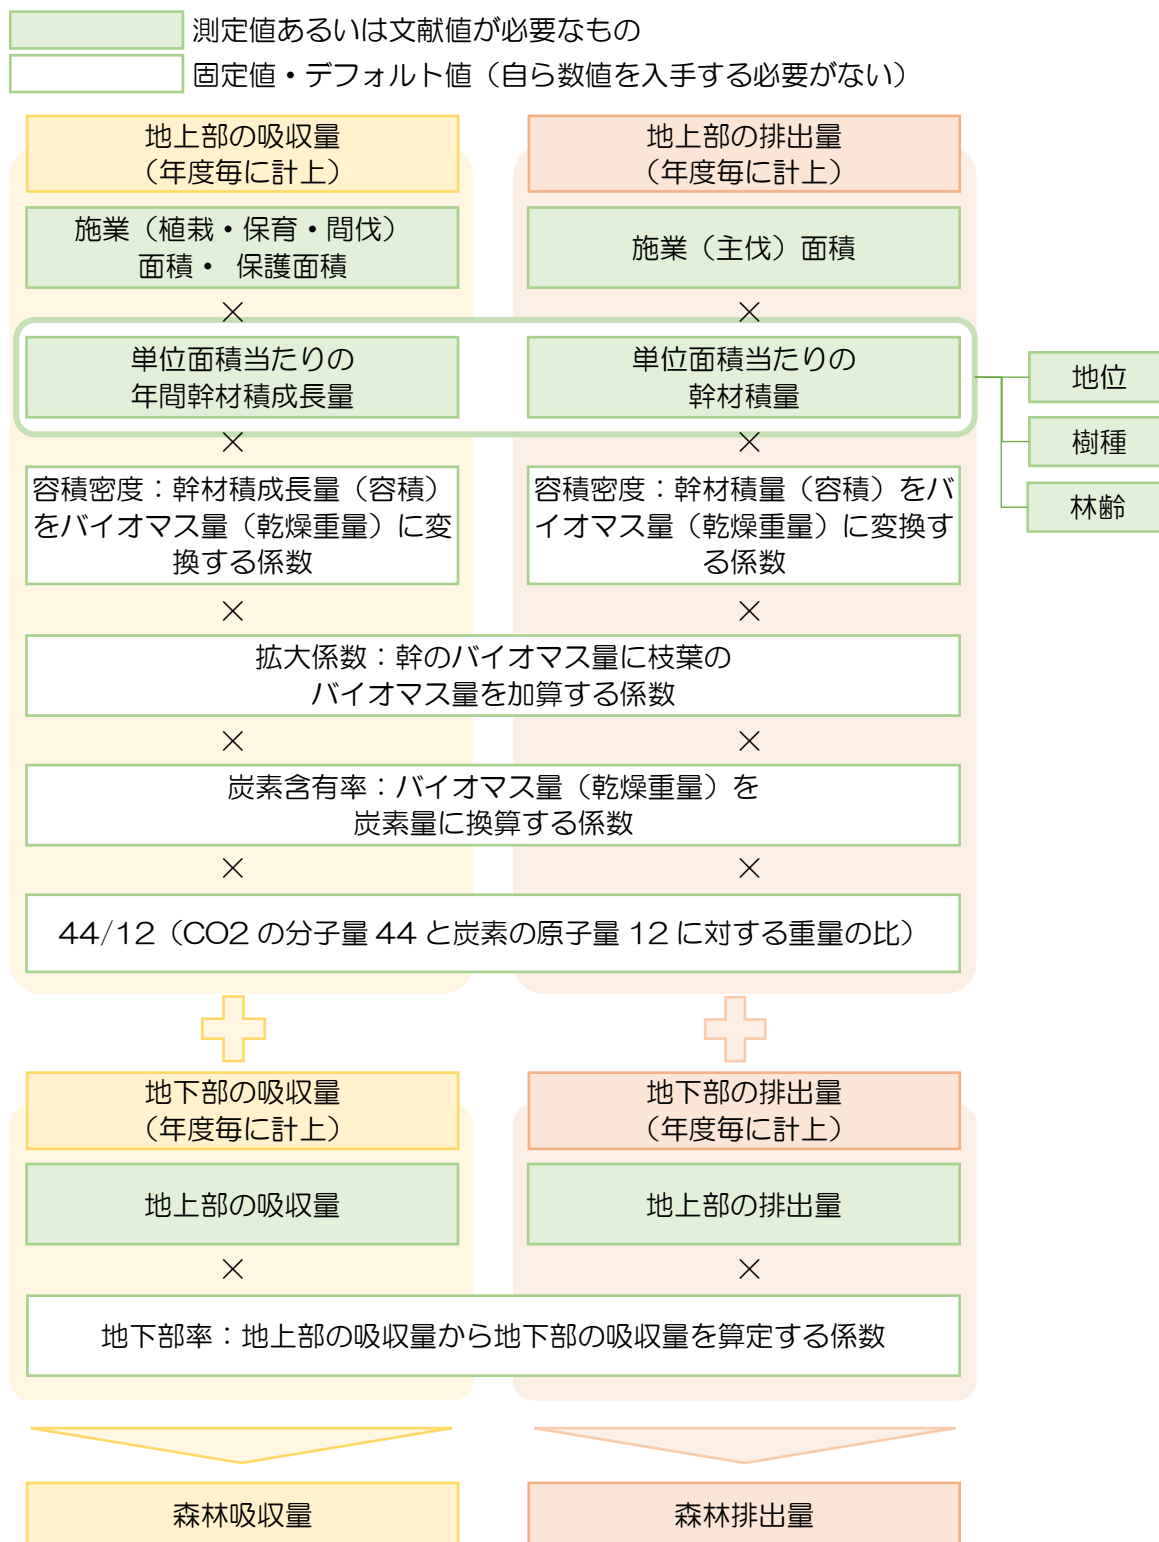 測定値あるいは文献値が必要なもの
固定値・デフォルト値（自ら数値を入手する必要がない）
地上部の吸収量
（年度毎に計上）
地上部の排出量
（年度毎に計上）
施業（植栽・保育・間伐）
面積・ 保護面積
施業（主伐）面積
×
×
単位面積当たりの
年間幹材積成長量
単位面積当たりの
幹材積量
地位
樹種
林齢
×
×
容積密度：幹材積成長量（容積）
をバイオマス量（乾燥重量）に変
換する係数
容積密度：幹材積量（容積）をバ
イオマス量（乾燥重量）に変換す
る係数
×
×
拡大係数：幹のバイオマス量に枝葉の
バイオマス量を加算する係数
×
×
炭素含有率：バイオマス量（乾燥重量）を
炭素量に換算する係数
×
×
44/12（CO2 の分子量 44 と炭素の原子量 12 に対する重量の比）
地下部の吸収量
（年度毎に計上）
地下部の排出量
（年度毎に計上）
地上部の吸収量
地上部の排出量
×
×
地下部率：地上部の吸収量から地下部の吸収量を算定する係数
森林吸収量
森林排出量